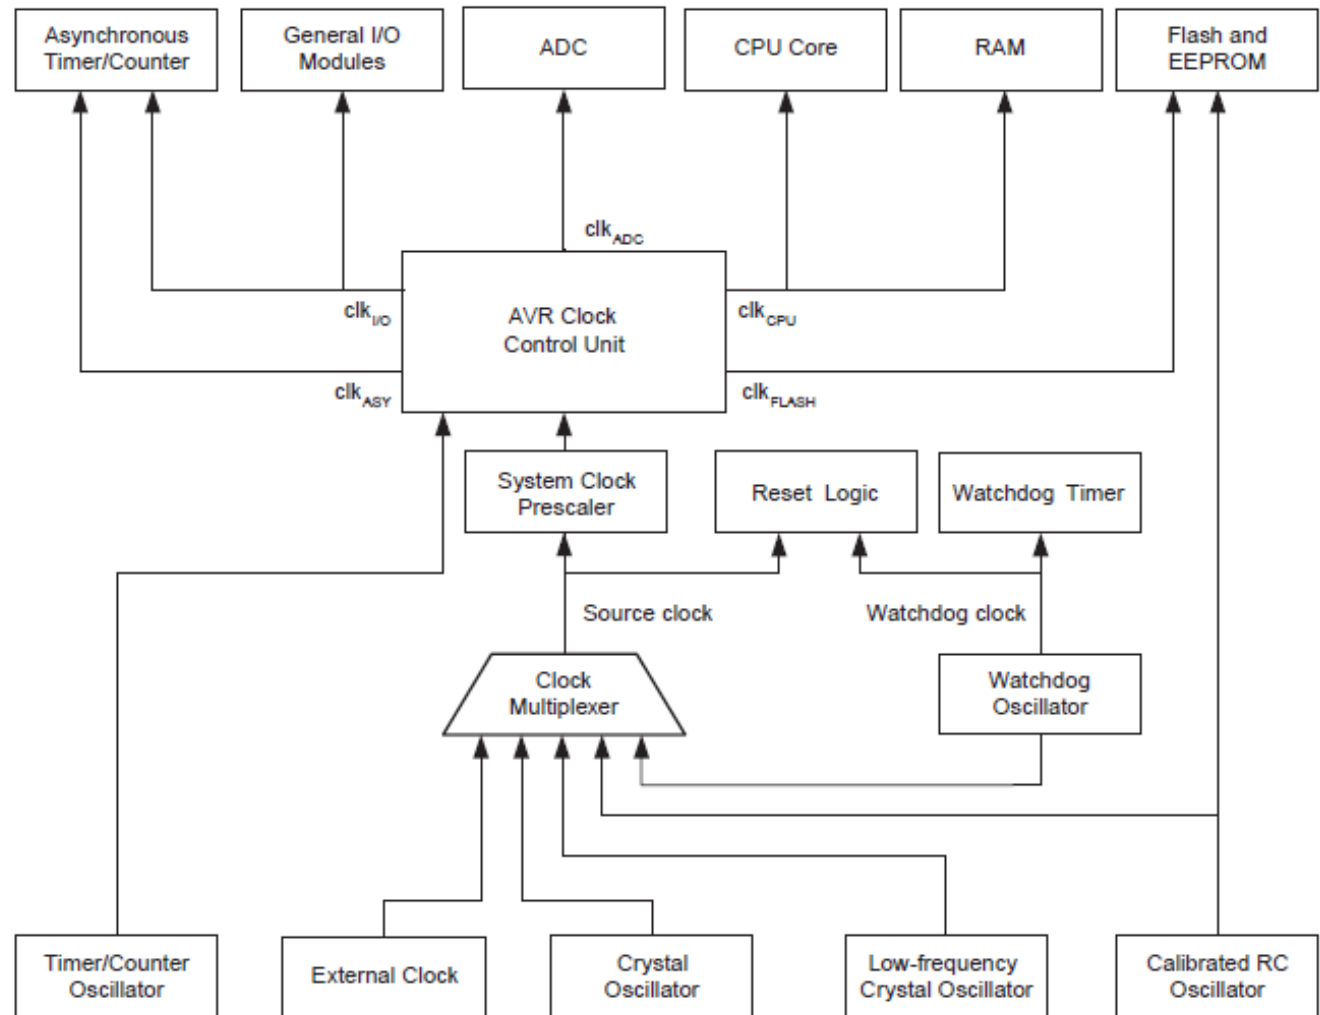 Asynchronous
Timer/Counter
General I/O
Modules
ADC
CPU Core
RAM
Flash and
EEPROM
clkADC
clkI/O
AVR Clock
Control Unit
clkCPU
clkASY
clkFLASH
System Clock
Prescaler
Reset Logic
Watchdog Timer
Source clock
Watchdog clock
Clock
Multiplexer
Watchdog
Oscillator
Timer/Counter
Oscillator
External Clock
Crystal
Oscillator
Low-frequency
Crystal Oscillator
Calibrated RC
Oscillator